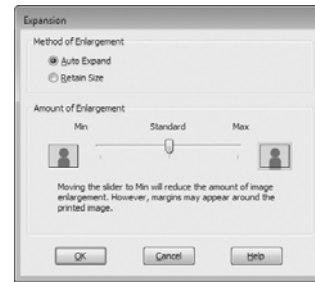 Expansion
Method of Enlargement
Auto Expand
Retain Size
Amount of Enlargement
Min Standard Max
Moving the slider to Min will reduce the amount of image
enlargement. However, margins may appear around the
printed image.
OK Cancel Help